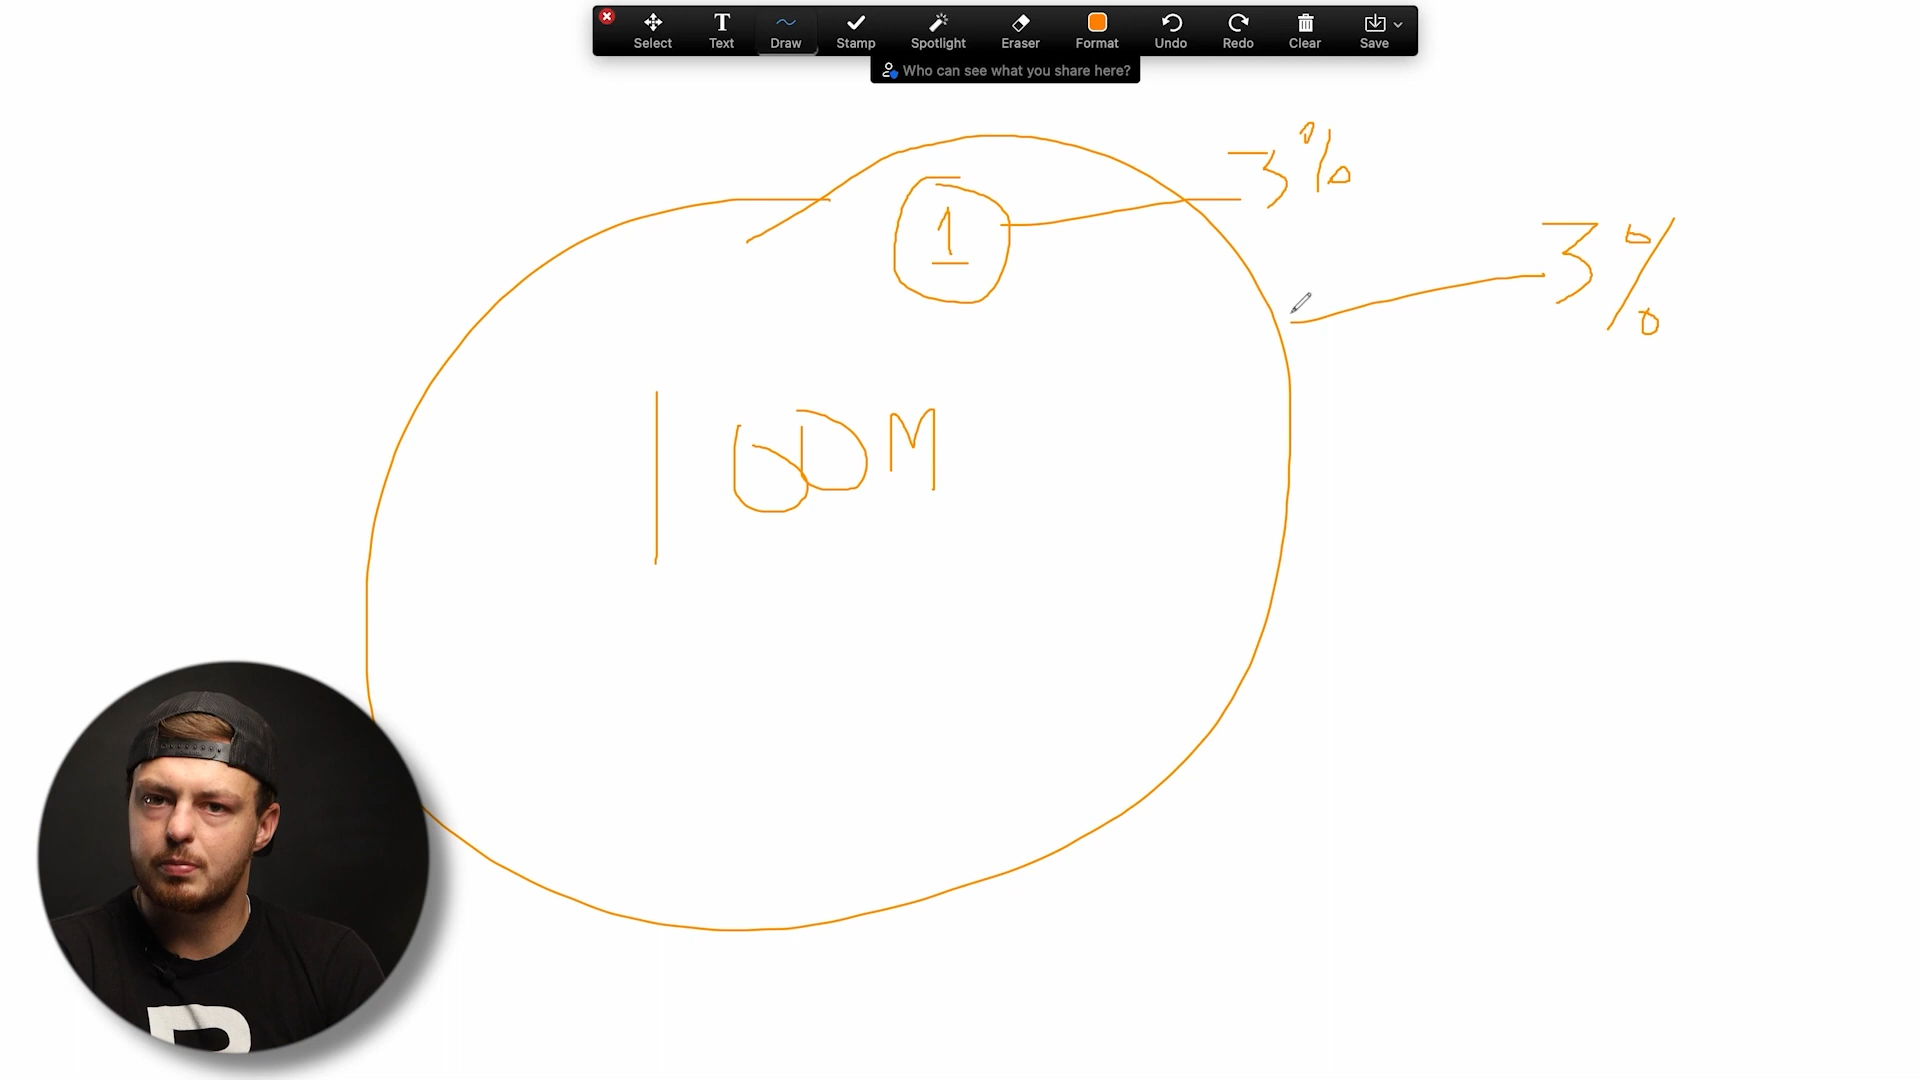 Select Text Draw Stamp Spotlight Eraser Format Undo Redo Clear Save
Who can see what you share here?
3%
1
3%
100M